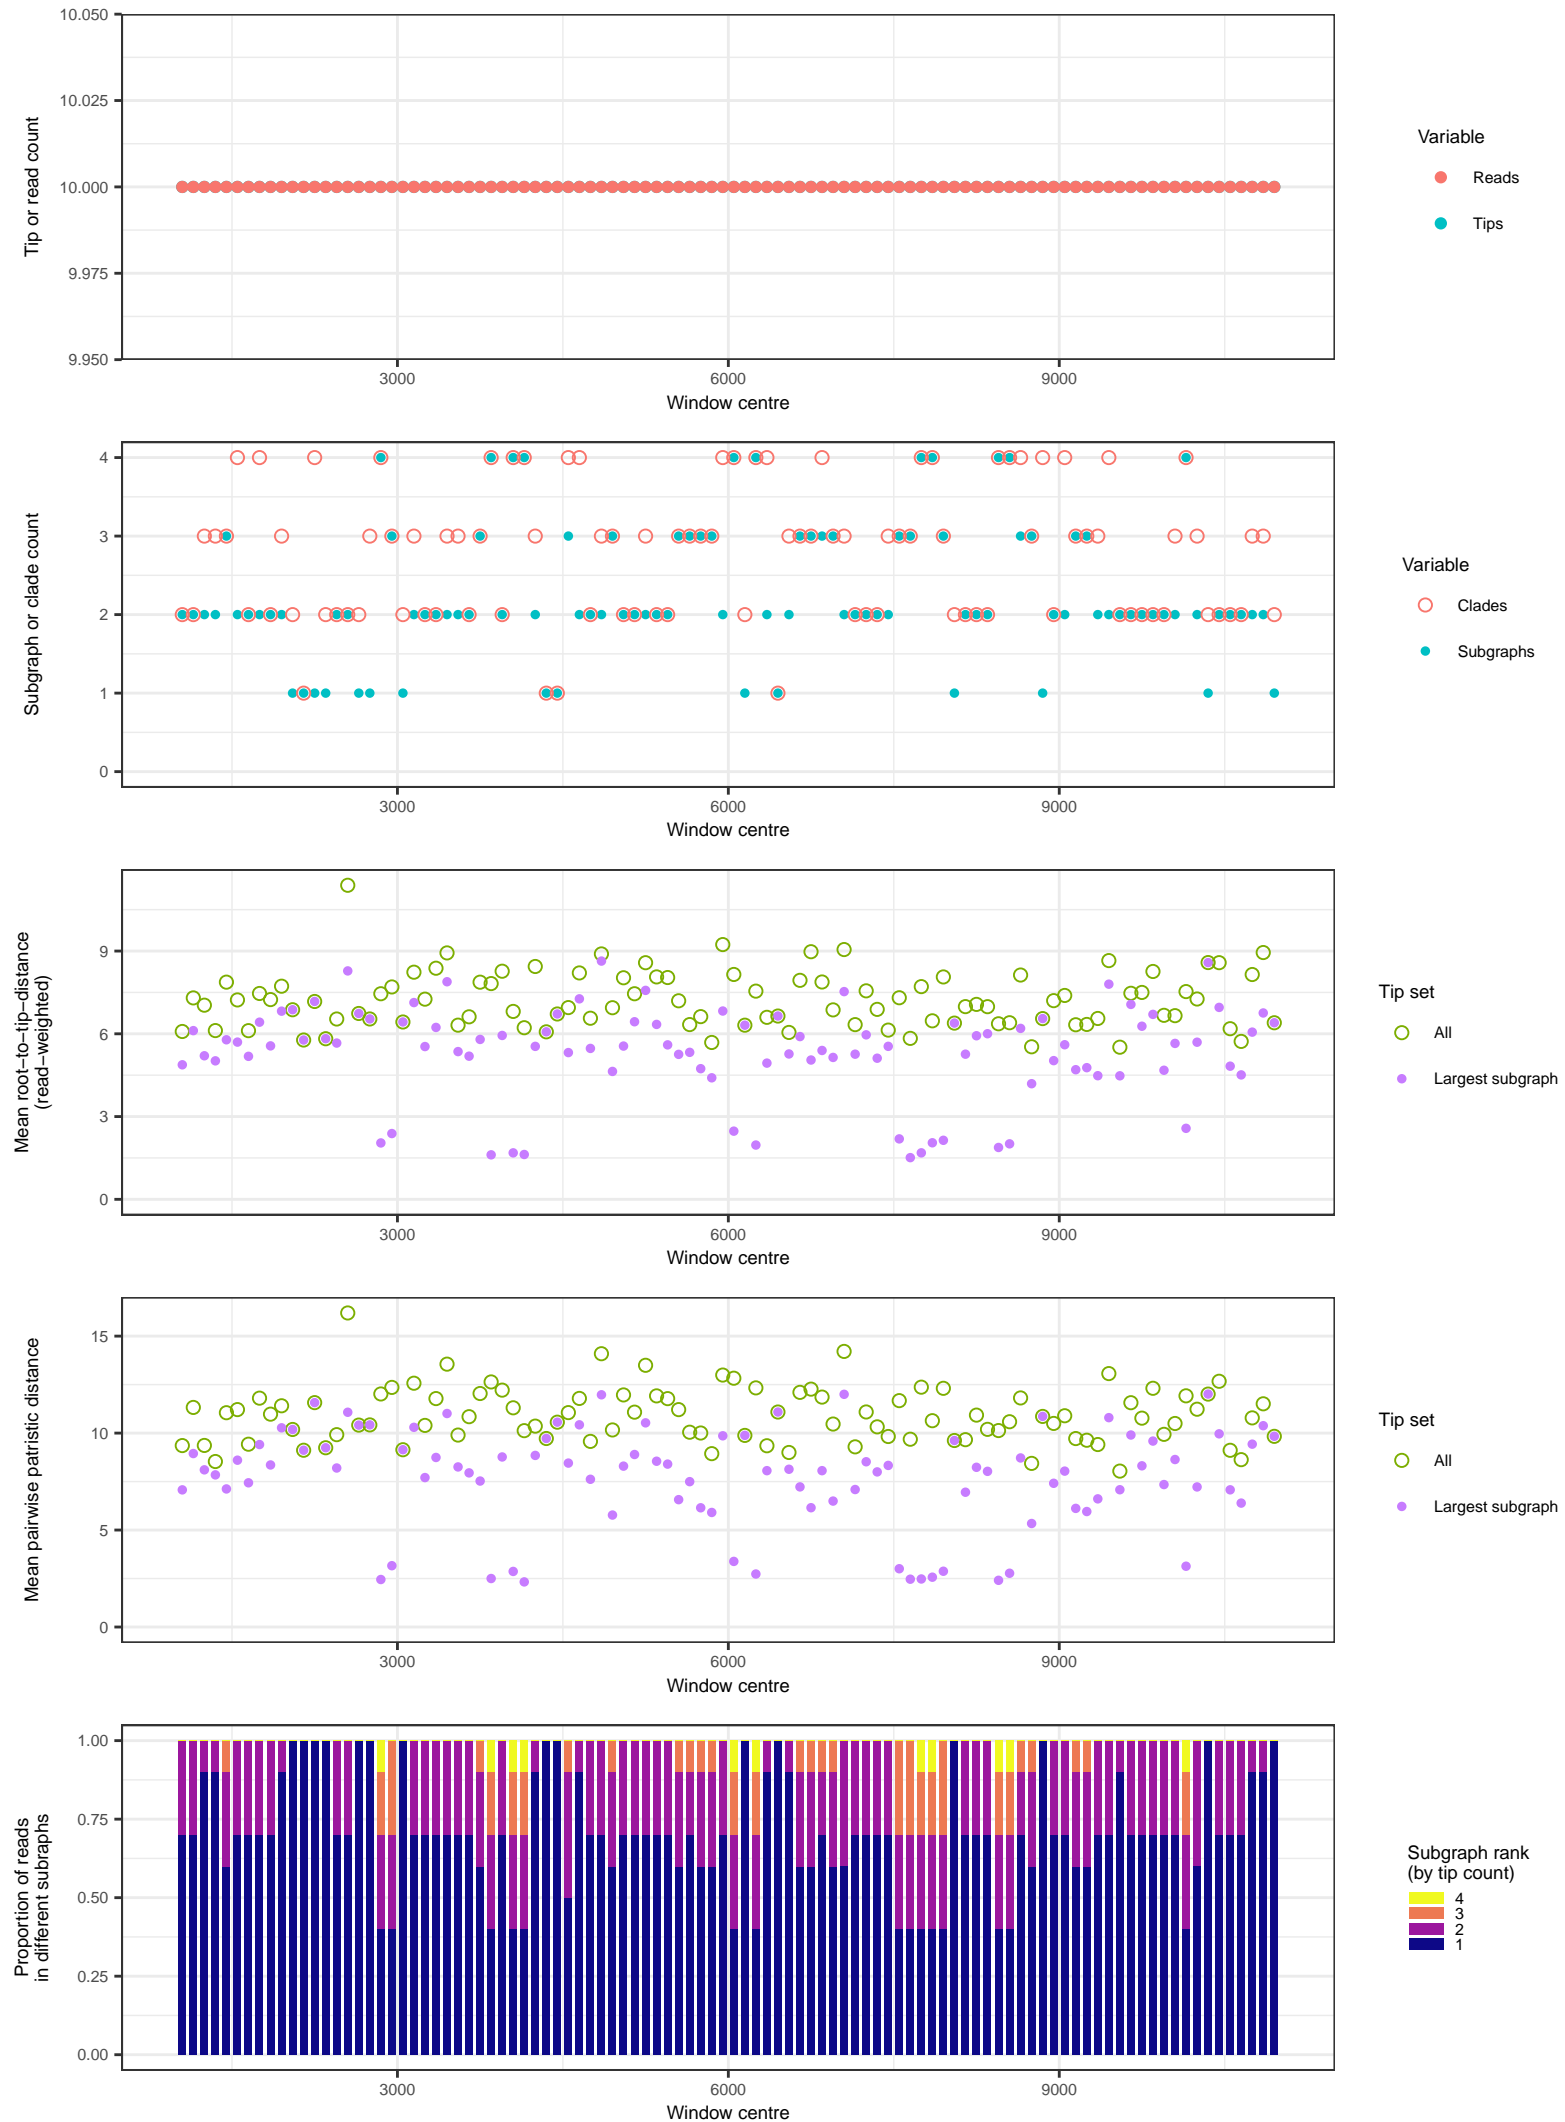 10.050
10.025
10.000
9.975
9.950
Tip or read count
3000 6000 9000
Window centre
Variable
Reads
Tips
4
3
2
1
0
Subgraph or clade count
3000 6000 9000
Window centre
Variable
Clades
Subgraphs
9
6
3
0
Mean root−to−tip−distance
(read−weighted)
3000 6000 9000
Window centre
Tip set
All
Largest subgraph
15
10
5
0
Mean pairwise patristic distance
3000 6000 9000
Window centre
Tip set
All
Largest subgraph
1.00
0.75
0.50
0.25
0.00
Proportion of reads
in different subraphs
3000 6000 9000
Window centre
Subgraph rank
(by tip count)
4
3
2
1